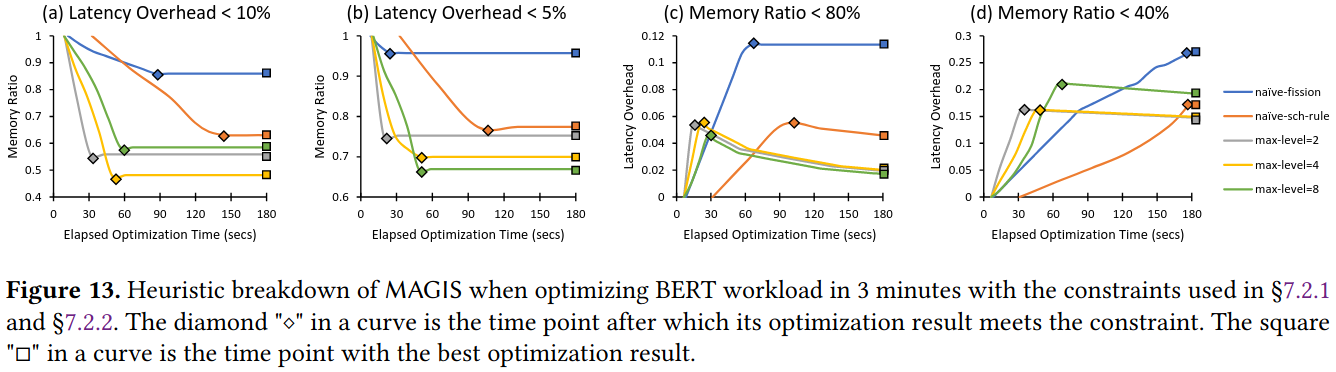 (a) Latency Overhead < 10%
(b) Latency Overhead < 5%
(c) Memory Ratio < 80%
(d) Memory Ratio < 40%
Memory Ratio
1
0.9
0.8
0.7
0.6
0.5
0.4
0 30 60 90 120 150 180
Elapsed Optimization Time (secs)
Memory Ratio
1
0.9
0.8
0.7
0.6
0 30 60 90 120 150 180
Elapsed Optimization Time (secs)
Latency Overhead
0.12
0.1
0.08
0.06
0.04
0.02
0
0 30 60 90 120 150 180
Elapsed Optimization Time (secs)
Latency Overhead
0.3
0.25
0.2
0.15
0.1
0.05
0
0 30 60 90 120 150 180
Elapsed Optimization Time (secs)
naïve-fission
naïve-sch-rule
max-level=2
max-level=4
max-level=8
Figure 13. Heuristic breakdown of MAGIS when optimizing BERT workload in 3 minutes with the constraints used in §7.2.1
and §7.2.2. The diamond "⋄" in a curve is the time point after which its optimization result meets the constraint. The square
"□" in a curve is the time point with the best optimization result.